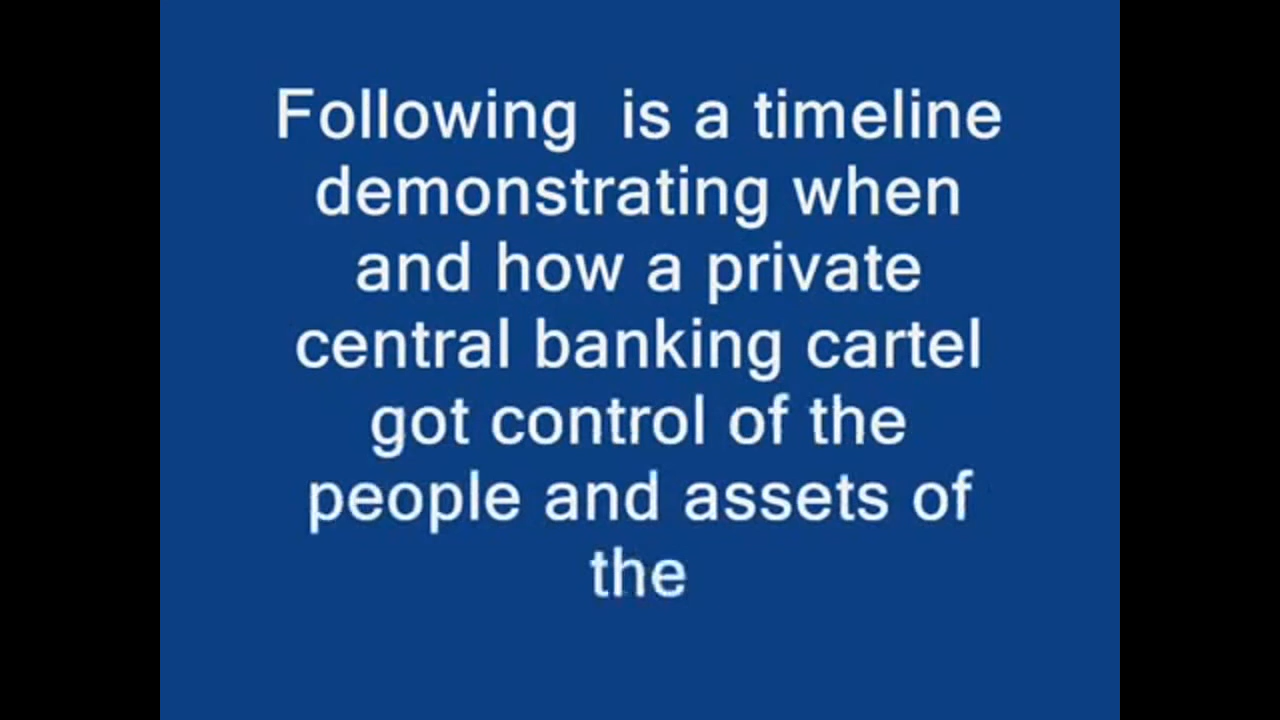 Following  is a timeline
demonstrating when
and how a private
central banking cartel
got control of the
people and assets of
the